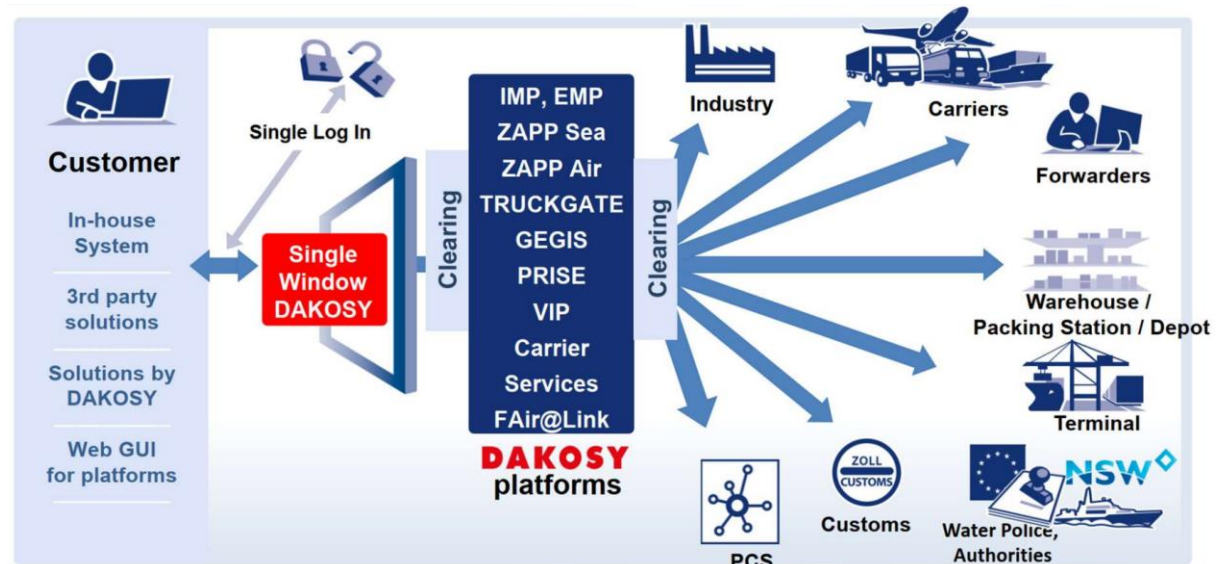 Customer
In-house
System
3rd party
solutions
Solutions by
DAKOSY
Web GUI
for platforms
Single Log In
Single
Window
DAKOSY
Clearing
IMP, EMP
ZAPP Sea
ZAPP Air
TRUCKGATE
GEGIS
PRISE
VIP
Carrier
Services
FAir@Link
DAKOSY
platforms
Clearing
Industry
Carriers
Forwarders
Warehouse /
Packing Station / Depot
Terminal
NSW
Water Police,
Authorities
ZOLL
CUSTOMS
Customs
PCS